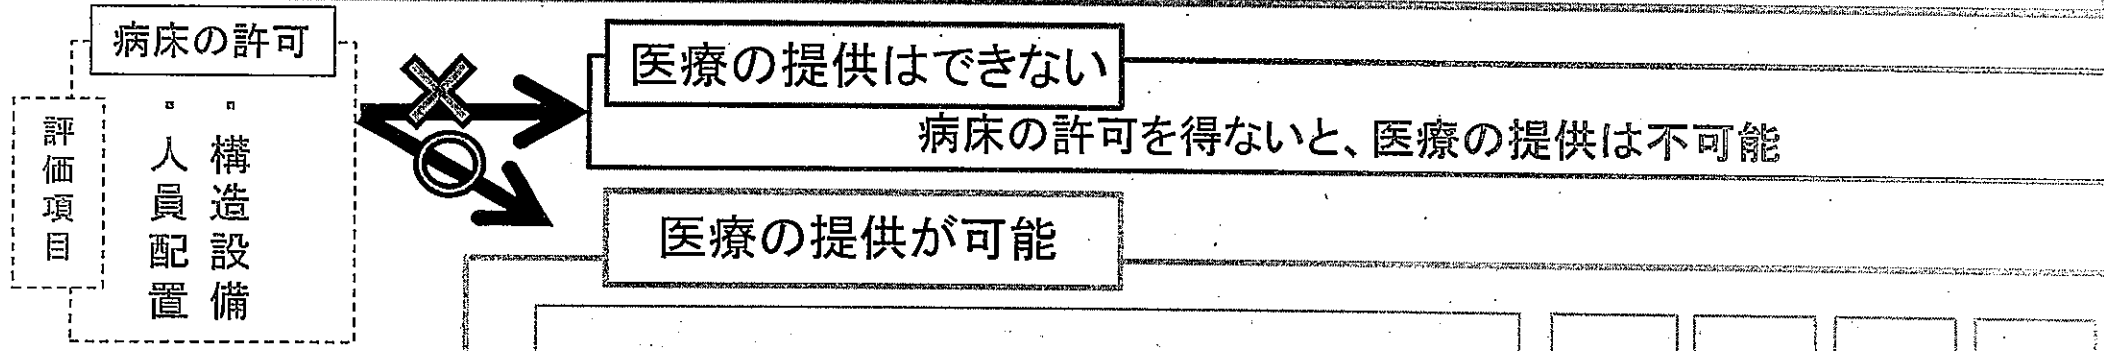 病床の許可
評価項目
・構造設備
・人員配置
医療の提供はできない
病床の許可を得ないと、医療の提供は不可能
医療の提供が可能